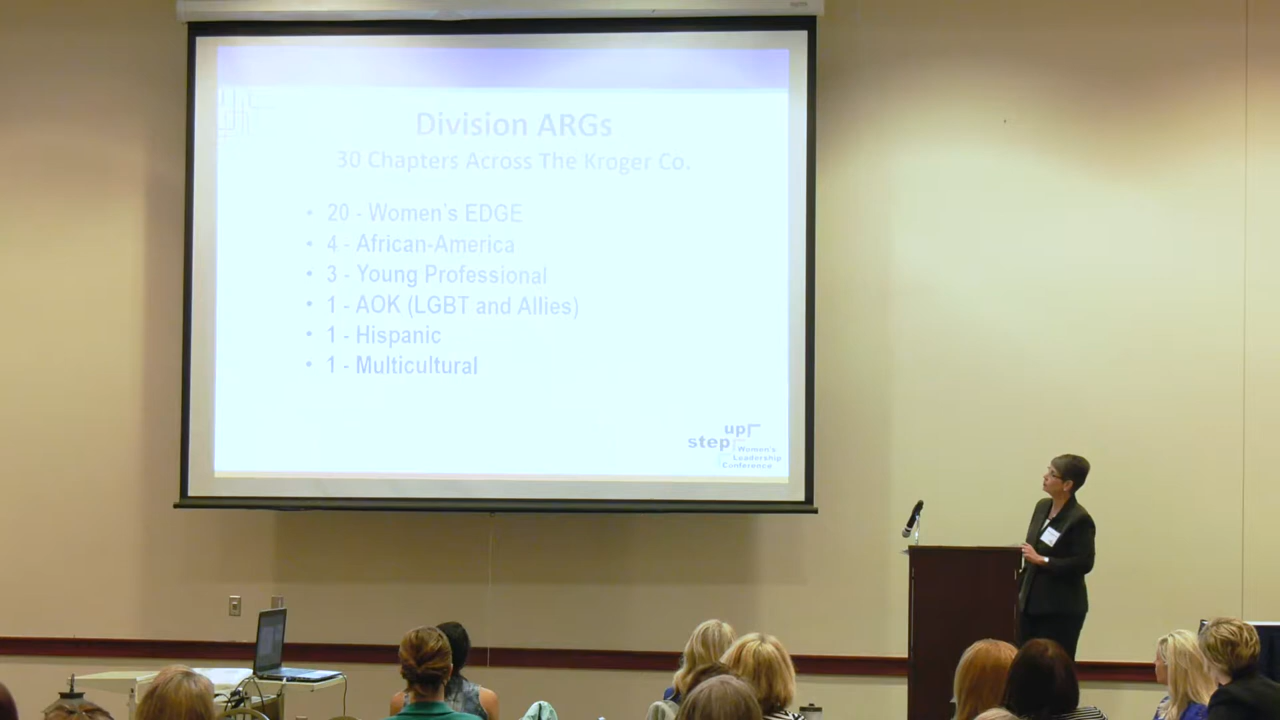 Division ARGs
30 Chapters Across The Kroger Co.
• 20 - Women's EDGE
• 4 - African-America
• 3 - Young Professional
• 1 - AOK (LGBT and Allies)
• 1 - Hispanic
• 1 - Multicultural
up
step
Women's
Leadership
Conference